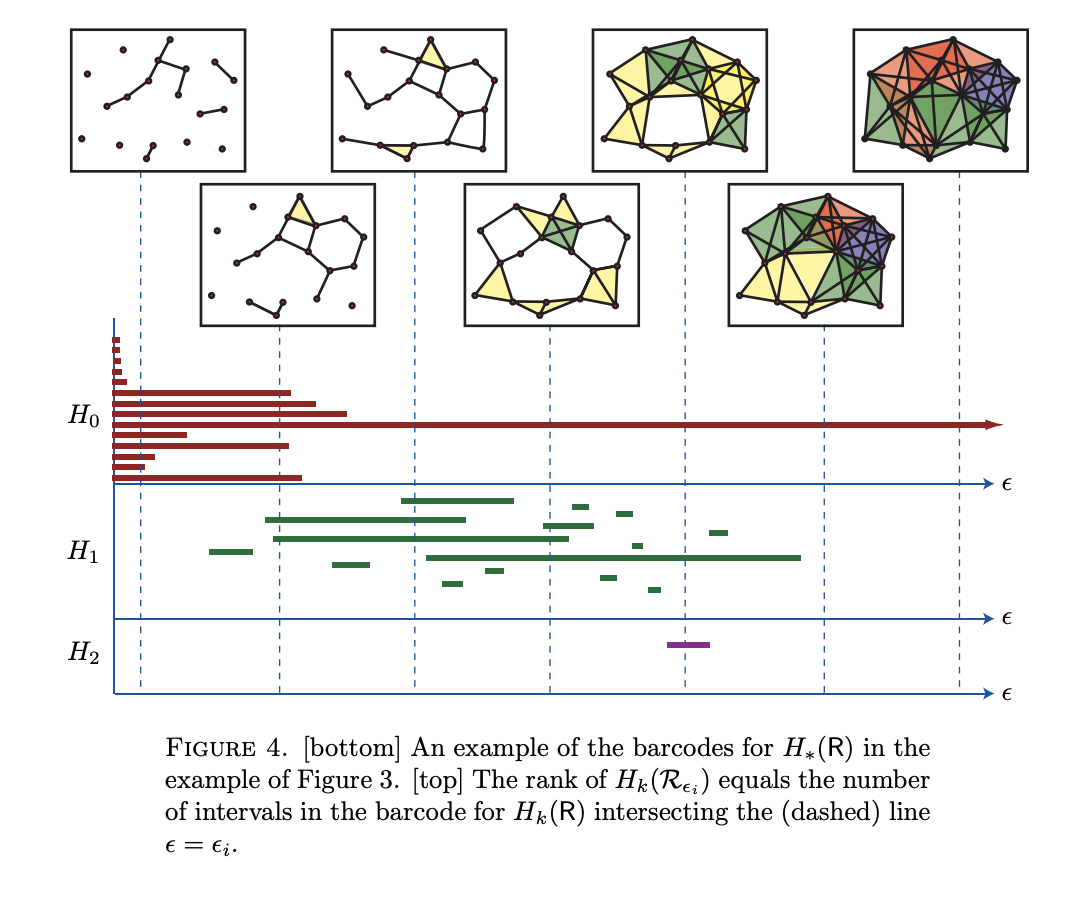 H₀
ϵ
H₁
ϵ
H₂
ϵ
FIGURE 4. [bottom] An example of the barcodes for H∗(R) in the
example of Figure 3. [top] The rank of Hₖ(ℛ_{ϵᵢ}) equals the number
of intervals in the barcode for Hₖ(R) intersecting the (dashed) line
ϵ = ϵᵢ.